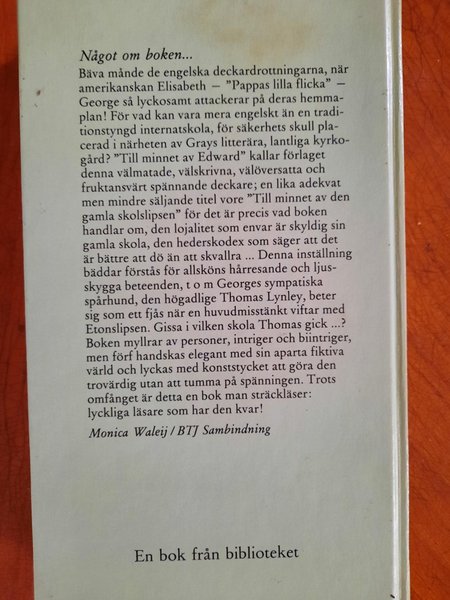 Något om boken...
Bäva månde de engelska deckardrottningarna, när
amerikanskan Elisabeth — ”Pappas lilla flicka” —
George så lyckosamt attackerar på deras hemma-
plan! För vad kan vara mera engelskt än en tradi-
tionstyngd internatskola, för säkerhets skull pla-
cerad i närheten av Grays litterära, lantliga kyrko-
gård? ”Till minnet av Edward” kallar förlaget
denna välmatade, välskrivna, välöversatta och
fruktansvärt spännande deckare; en lika adekvat
men mindre säljande titel vore ”Till minnet av den
gamla skolslipsen” för det är precis vad boken
handlar om, den lojalitet som envar är skyldig sin
gamla skola, den hederskodex som säger att det
är bättre att dö än att skvallra ... Denna inställning
bäddar förstås för allsköns hårresande och ljus-
skygga beteenden, t o m Georges sympatiska
spårhund, den högadlige Thomas Lynley, beter
sig som ett fjås när en huvudmisstänkt viftar med
Etonslipsen. Gissa i vilken skola Thomas gick ...?
Boken myllrar av personer, intriger och biintriger,
men förf handskas elegant med sin aparta fiktiva
värld och lyckas med konststycket att göra den
trovärdig utan att tumma på spänningen. Trots
omfånget är detta en bok man sträckläser:
lyckliga läsare som har den kvar!
Monica Waleij / BTJ Sambindning
En bok från biblioteket